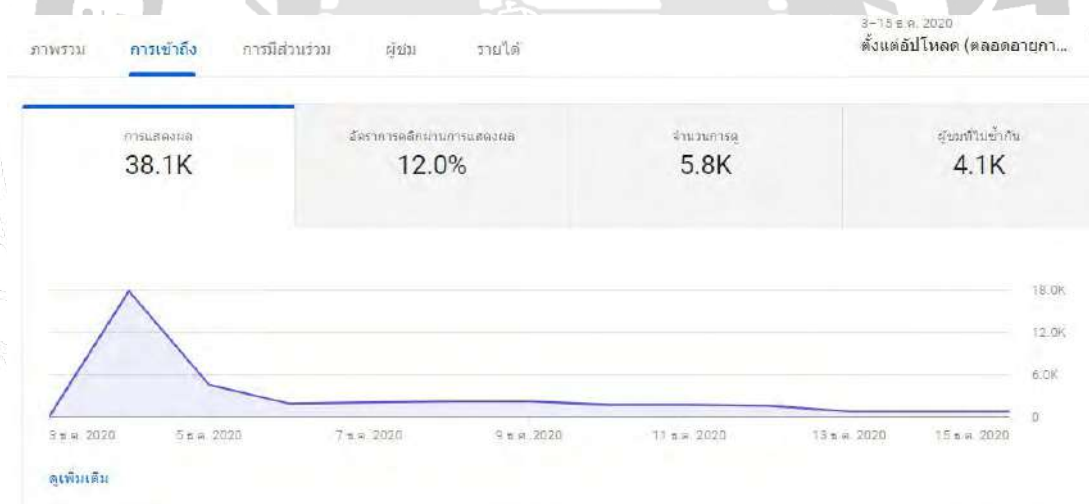 3–15 ธ.ค. 2020
ภาพรวม การเข้าถึง การมีส่วนร่วม ผู้ชม รายได้ ตั้งแต่อัปโหลด (ตลอดอายุกา...
การแสดงผล อัตราการคลิกผ่านการแสดงผล จำนวนการดู ผู้ชมที่ไม่ซ้ำกัน
38.1K 12.0% 5.8K 4.1K
18.0K
12.0K
6.0K
0
3 ธ.ค. 2020 5 ธ.ค. 2020 7 ธ.ค. 2020 9 ธ.ค. 2020 11 ธ.ค. 2020 13 ธ.ค. 2020 15 ธ.ค. 2020
ดูเพิ่มเติม